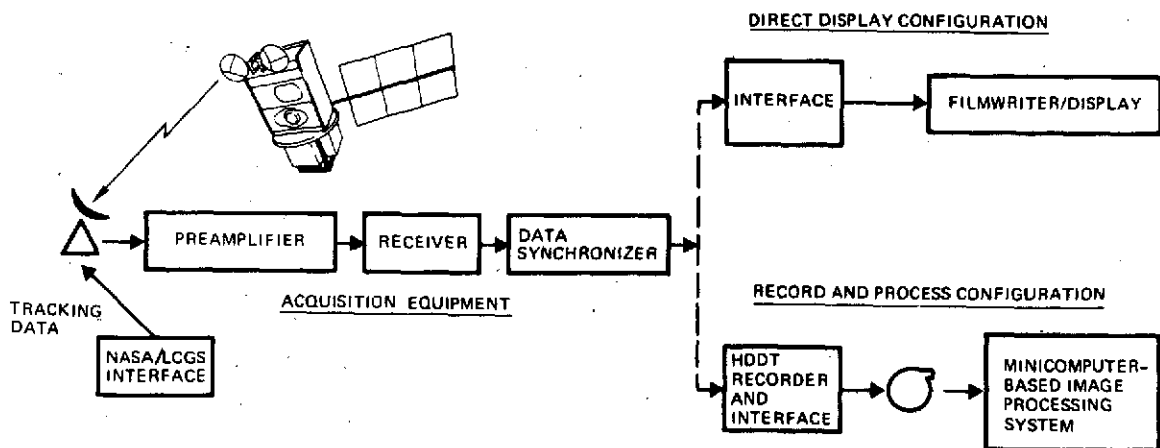 DIRECT DISPLAY CONFIGURATION
INTERFACE
FILMWRITER/DISPLAY
PREAMPLIFIER
RECEIVER
DATA
SYNCHRONIZER
ACQUISITION EQUIPMENT
TRACKING
DATA
NASA/LCGS
INTERFACE
RECORD AND PROCESS CONFIGURATION
HDDT
RECORDER
AND
INTERFACE
MINICOMPUTER-
BASED IMAGE
PROCESSING
SYSTEM